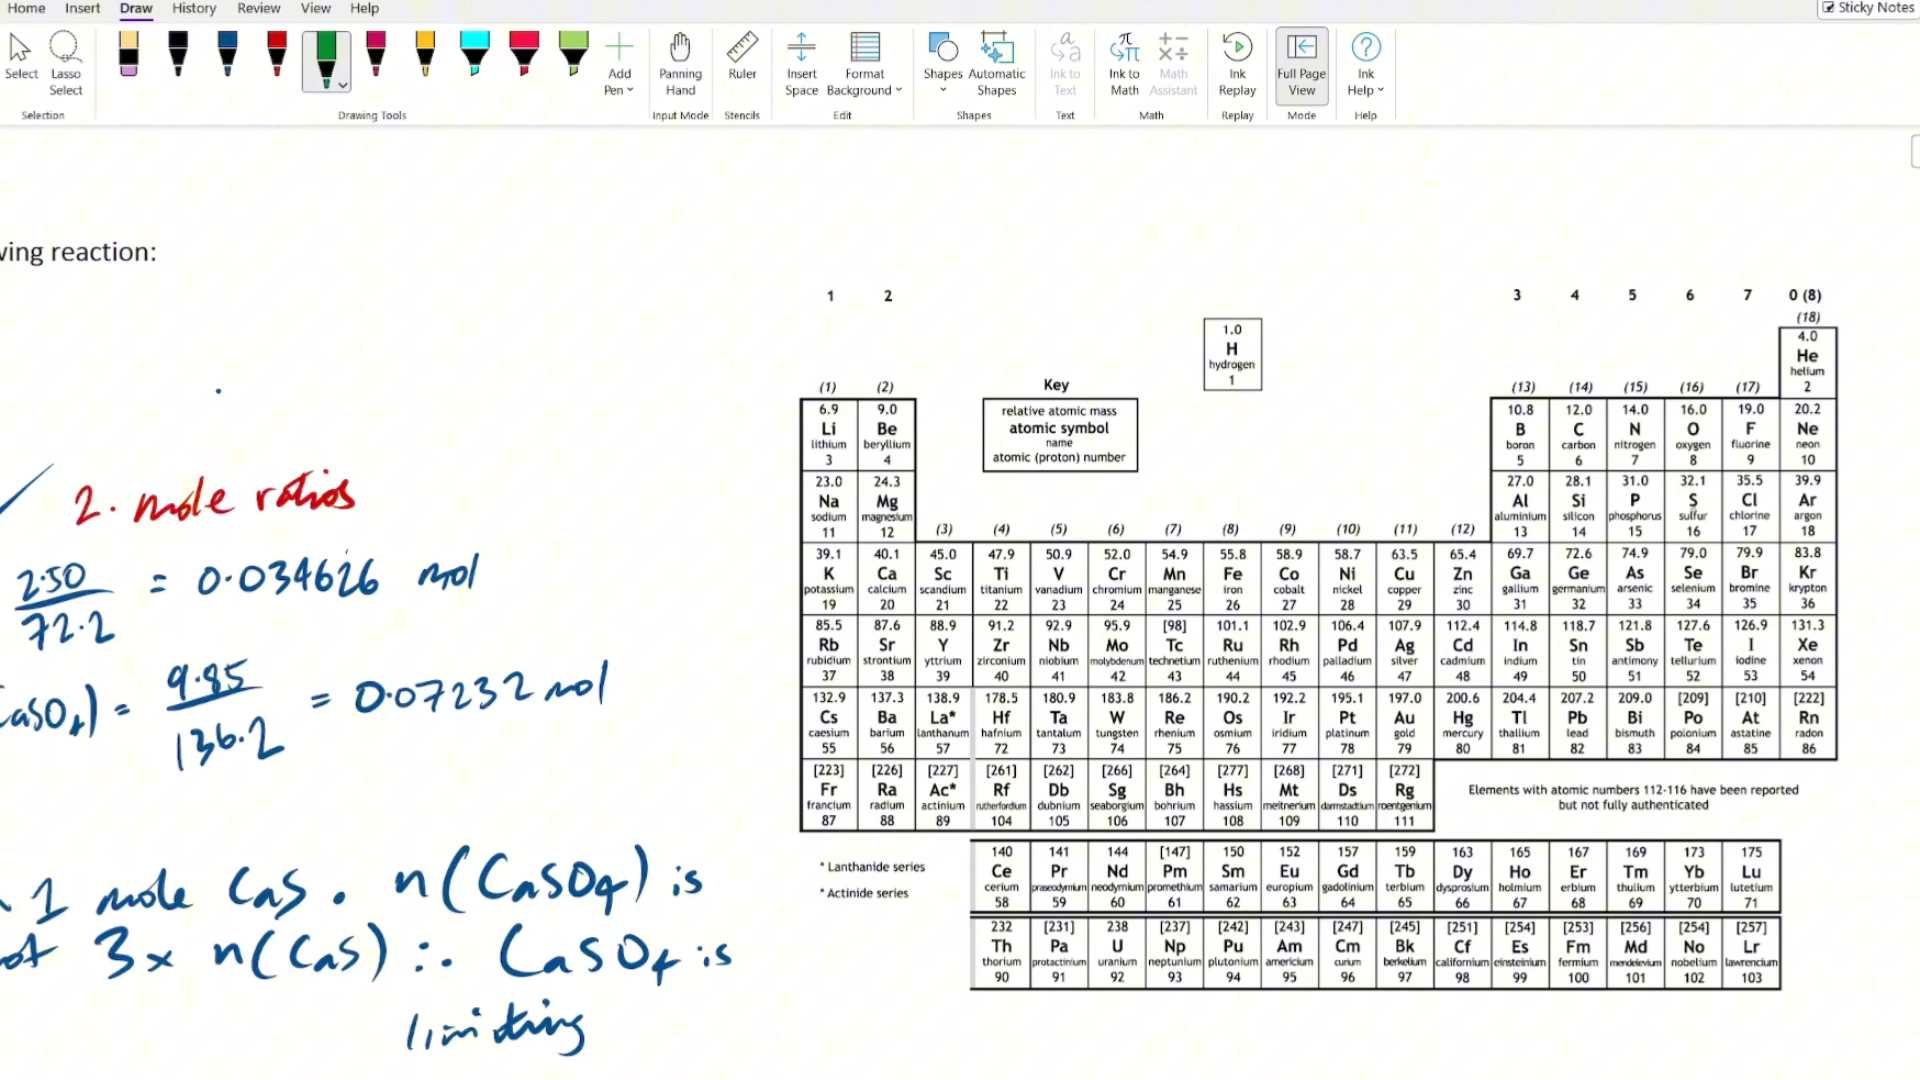 Home Insert Draw History Review View Help
Sticky Notes
Select
Lasso Select
Add Pen
Panning Hand
Ruler
Insert Space
Format Background
Shapes
Automatic Shapes
Ink to Text
Ink to Math
Math Assistant
Ink Replay
Full Page View
Ink Help
Selection Drawing Tools Input Mode Stencils Edit Shapes Text Math Replay Mode Help
ving reaction:
2. mole ratios
2.50
72.2
= 0.034626 mol
CaSO4) = 9.85
136.2
= 0.07232 mol
1 mole CaS. n(CaSO4) is
not 3x n(CaS) ∴ CaSO4 is
limiting
1 2 3 4 5 6 7 0 (8)
(18)
1.0 H hydrogen 1
4.0 He helium 2
(1) (2) (13) (14) (15) (16) (17)
Key
relative atomic mass
atomic symbol
name
atomic (proton) number
6.9 9.0 10.8 12.0 14.0 16.0 19.0 20.2
Li Be B C N O F Ne
lithium beryllium boron carbon nitrogen oxygen fluorine neon
3 4 5 6 7 8 9 10
23.0 24.3 27.0 28.1 31.0 32.1 35.5 39.9
Na Mg Al Si P S Cl Ar
sodium magnesium aluminium silicon phosphorus sulfur chlorine argon
11 12 13 14 15 16 17 18
(3) (4) (5) (6) (7) (8) (9) (10) (11) (12)
39.1 40.1 45.0 47.9 50.9 52.0 54.9 55.8 58.9 58.7 63.5 65.4 69.7 72.6 74.9 79.0 79.9 83.8
K Ca Sc Ti V Cr Mn Fe Co Ni Cu Zn Ga Ge As Se Br Kr
potassium calcium scandium titanium vanadium chromium manganese iron cobalt nickel copper zinc gallium germanium arsenic selenium bromine krypton
19 20 21 22 23 24 25 26 27 28 29 30 31 32 33 34 35 36
85.5 87.6 88.9 91.2 92.9 95.9 [98] 101.1 102.9 106.4 107.9 112.4 114.8 118.7 121.8 127.6 126.9 131.3
Rb Sr Y Zr Nb Mo Tc Ru Rh Pd Ag Cd In Sn Sb Te I Xe
rubidium strontium yttrium zirconium niobium molybdenum technetium ruthenium rhodium palladium silver cadmium indium tin antimony tellurium iodine xenon
37 38 39 40 41 42 43 44 45 46 47 48 49 50 51 52 53 54
132.9 137.3 138.9 178.5 180.9 183.8 186.2 190.2 192.2 195.1 197.0 200.6 204.4 207.2 209.0 [209] [210] [222]
Cs Ba La* Hf Ta W Re Os Ir Pt Au Hg Tl Pb Bi Po At Rn
caesium barium lanthanum hafnium tantalum tungsten rhenium osmium iridium platinum gold mercury thallium lead bismuth polonium astatine radon
55 56 57 72 73 74 75 76 77 78 79 80 81 82 83 84 85 86
[223] [226] [227] [261] [262] [266] [264] [277] [268] [271] [272]
Fr Ra Ac* Rf Db Sg Bh Hs Mt Ds Rg
francium radium actinium rutherfordium dubnium seaborgium bohrium hassium meitnerium darmstadtium roentgenium
87 88 89 104 105 106 107 108 109 110 111
Elements with atomic numbers 112-116 have been reported
but not fully authenticated
* Lanthanide series
* Actinide series
140 141 144 [147] 150 152 157 159 163 165 167 169 173 175
Ce Pr Nd Pm Sm Eu Gd Tb Dy Ho Er Tm Yb Lu
cerium praseodymium neodymium promethium samarium europium gadolinium terbium dysprosium holmium erbium thulium ytterbium lutetium
58 59 60 61 62 63 64 65 66 67 68 69 70 71
232 [231] 238 [237] [242] [243] [247] [245] [251] [254] [253] [256] [254] [257]
Th Pa U Np Pu Am Cm Bk Cf Es Fm Md No Lr
thorium protactinium uranium neptunium plutonium americium curium berkelium californium einsteinium fermium mendelevium nobelium lawrencium
90 91 92 93 94 95 96 97 98 99 100 101 102 103